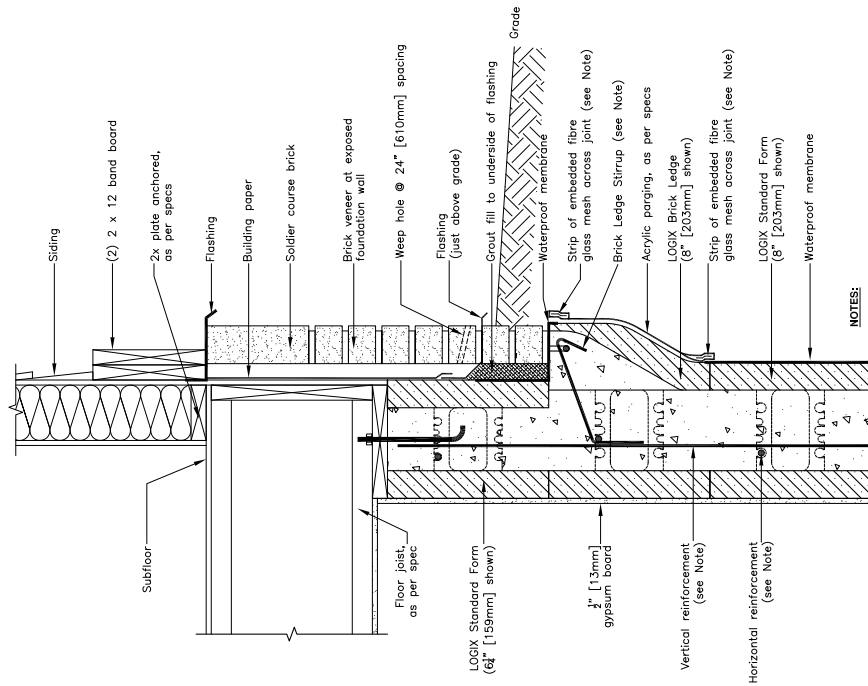 Siding
(2) 2 x 12 band board
2x plate anchored,
as per specs
Flashing
Building paper
Soldier course brick
Brick veneer at exposed
foundation wall
Weep hole @ 24" [610mm] spacing
Flashing
(just above grade)
Grout fill to underside of flashing
Grade
Waterproof membrane
Strip of embedded fibre
glass mesh across joint (see Note)
Brick Ledge Stirrup (see Note)
Acrylic parging, as per specs
LOGIX Brick Ledge
(8" [203mm] shown)
Strip of embedded fibre
glass mesh across joint (see Note)
LOGIX Standard Form
(8" [203mm] shown)
Waterproof membrane
Subfloor
Floor joist,
as per spec
LOGIX Standard Form
(6¼" [159mm] shown)
½" [13mm]
gypsum board
Vertical reinforcement
(see Note)
Horizontal reinforcement
(see Note)
NOTES: